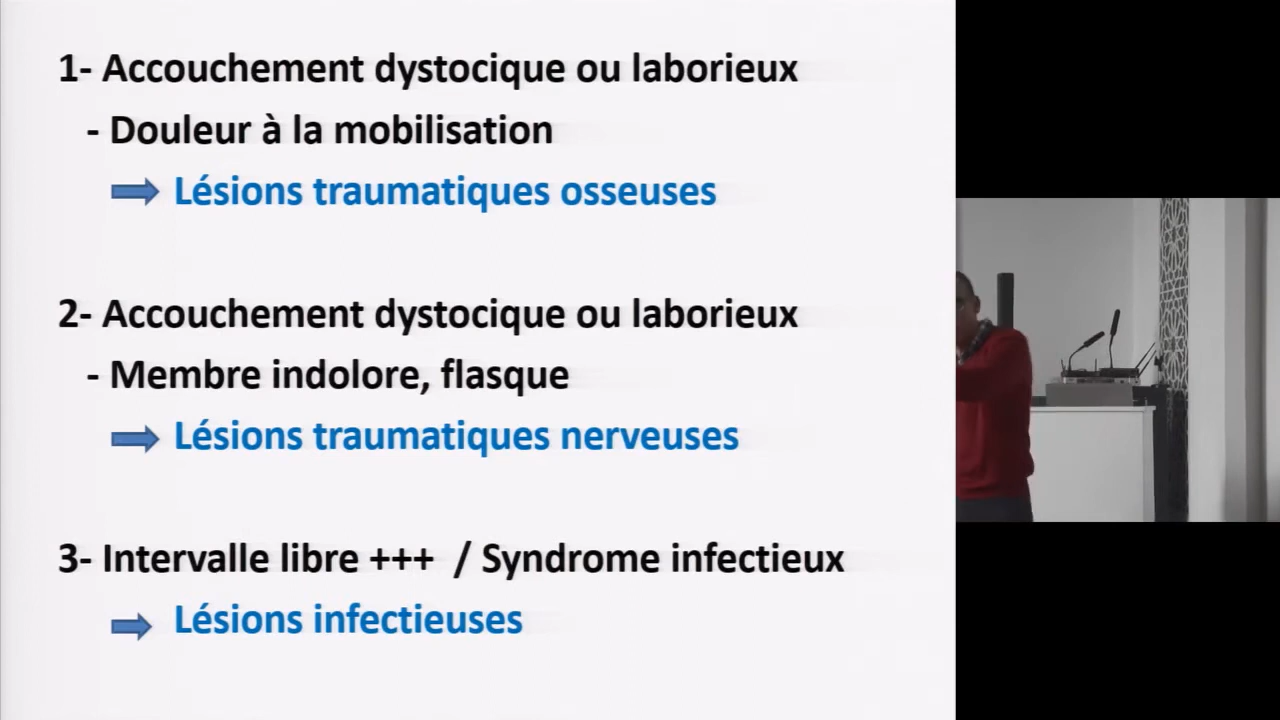 1- Accouchement dystocique ou laborieux
- Douleur à la mobilisation
Lésions traumatiques osseuses
2- Accouchement dystocique ou laborieux
- Membre indolore, flasque
Lésions traumatiques nerveuses
3- Intervalle libre +++ / Syndrome infectieux
Lésions infectieuses